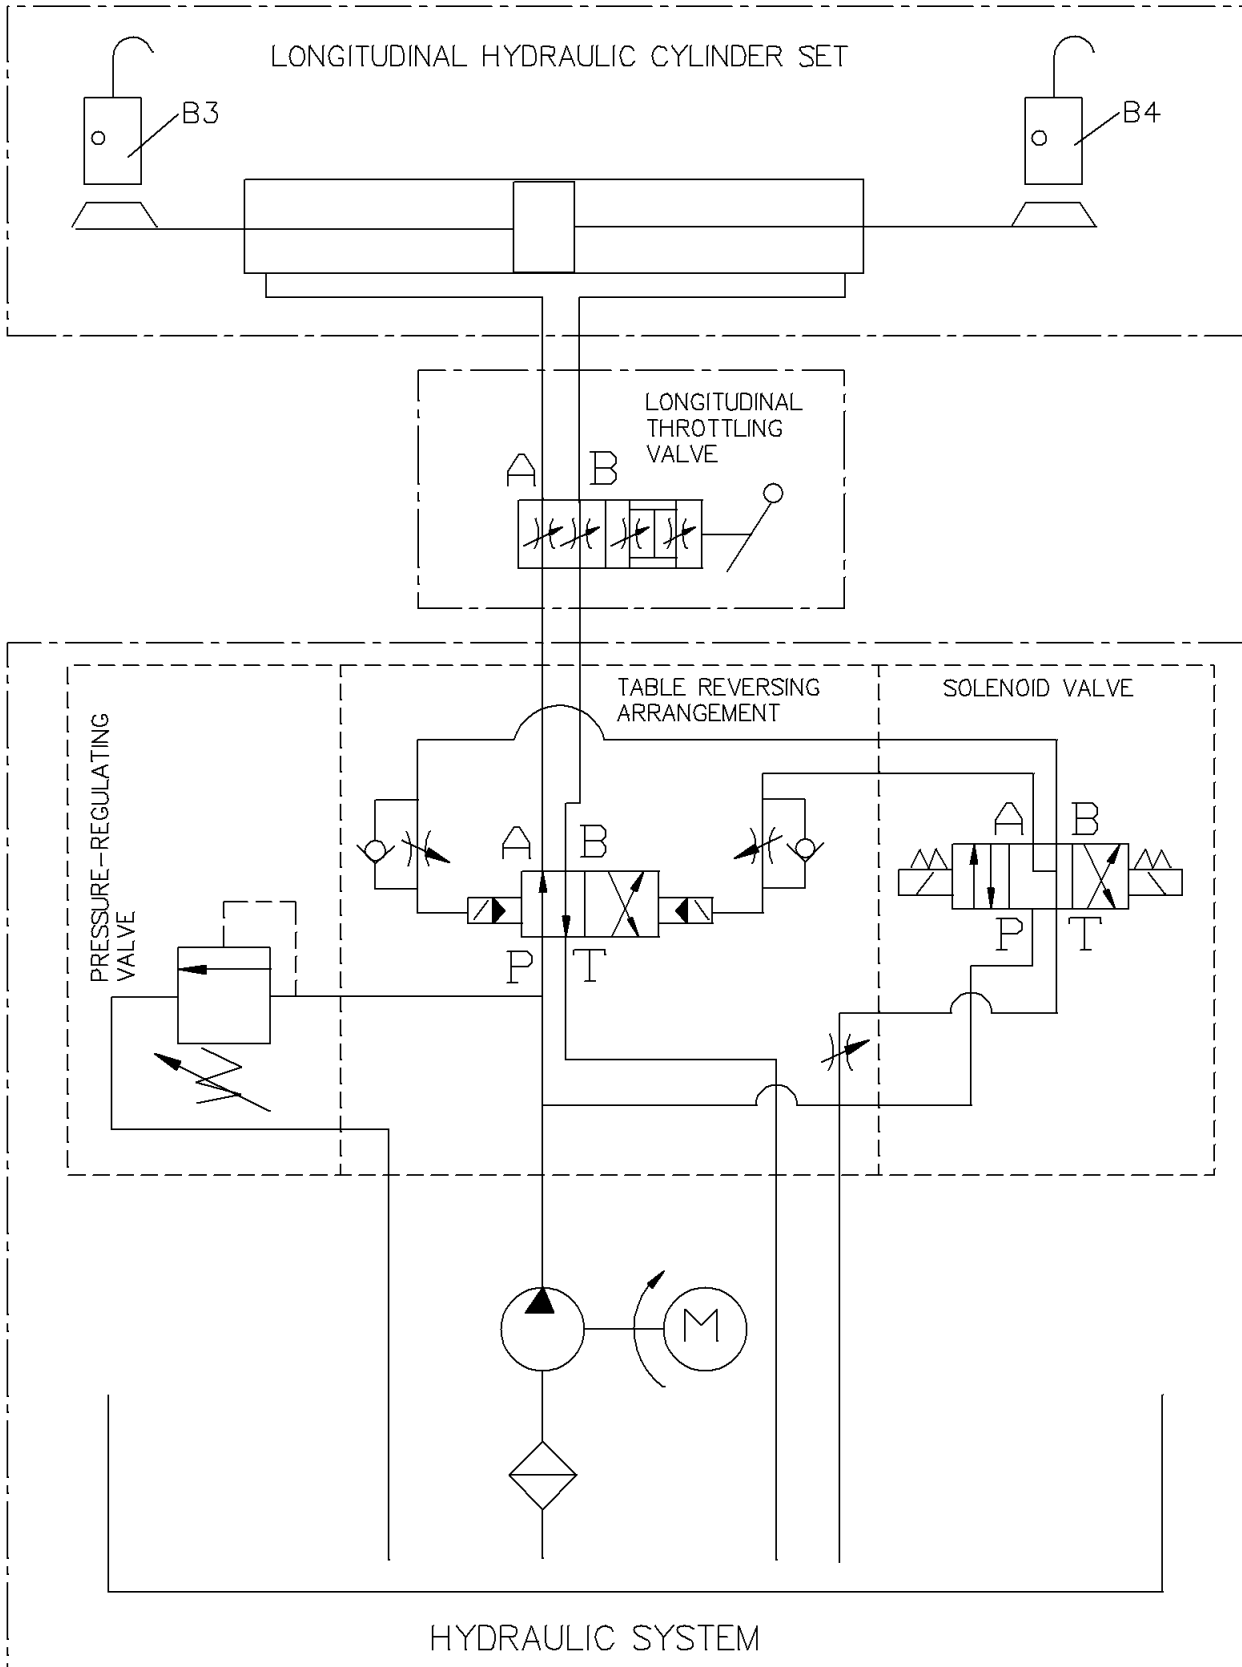 LONGITUDINAL HYDRAULIC CYLINDER SET
B3
B4
LONGITUDINAL
THROTTLING
VALVE
A B
TABLE REVERSING
ARRANGEMENT
SOLENOID VALVE
PRESSURE-REGULATING
VALVE
A B
P T
A B
P T
M
HYDRAULIC SYSTEM